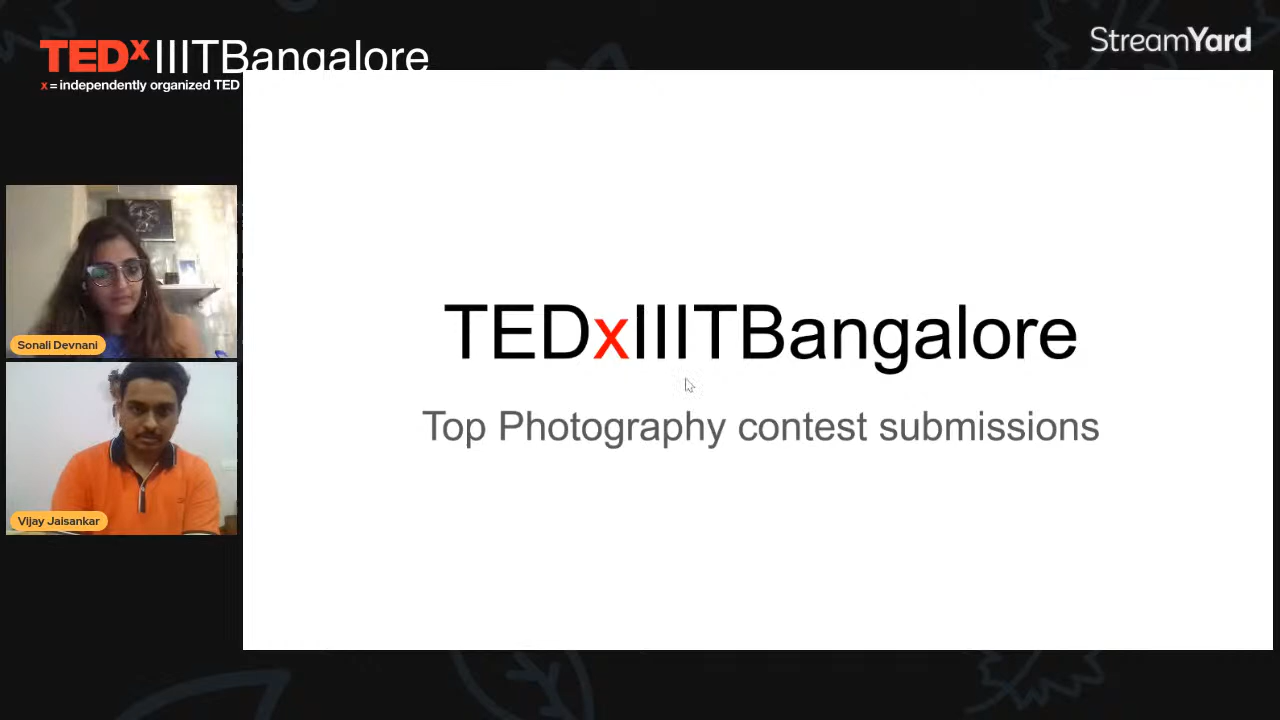 TEDxIIITBangalore
x = independently organized TED
StreamYard
Sonali Devnani
Vijay Jaisankar
TEDxIIITBangalore
Top Photography contest submissions